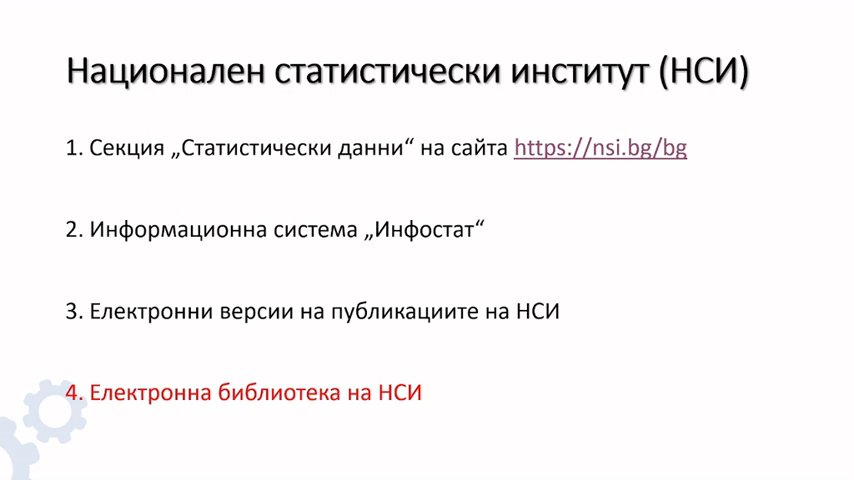 Национален статистически институт (НСИ)
1. Секция „Статистически данни“ на сайта https://nsi.bg/bg
2. Информационна система „Инфостат“
3. Електронни версии на публикациите на НСИ
4. Електронна библиотека на НСИ